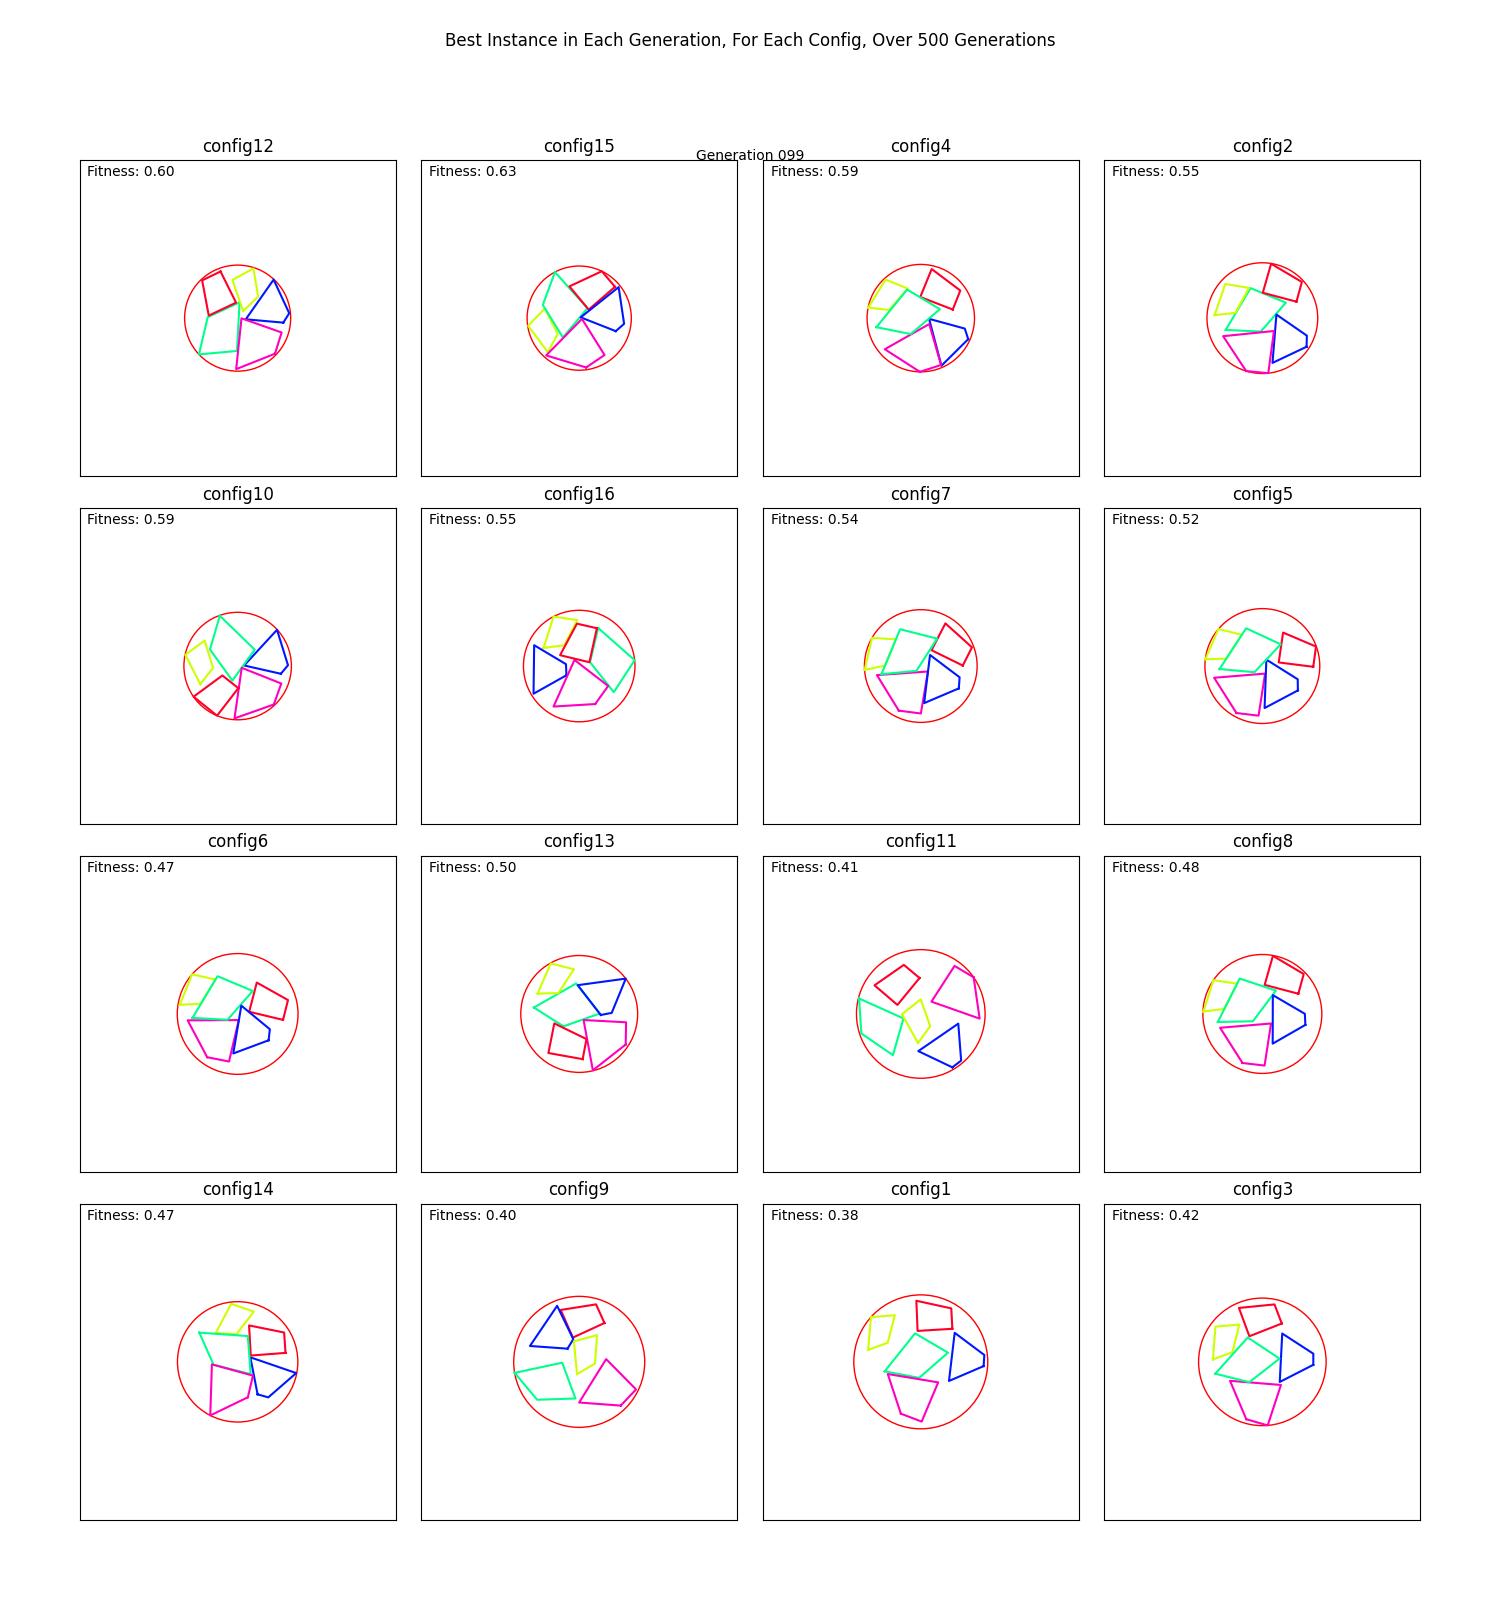 Best Instance in Each Generation, For Each Config, Over 500 Generations
Generation 099
config12
Fitness: 0.60
config15
Fitness: 0.63
config4
Fitness: 0.59
config2
Fitness: 0.55
config10
Fitness: 0.59
config16
Fitness: 0.55
config7
Fitness: 0.54
config5
Fitness: 0.52
config6
Fitness: 0.47
config13
Fitness: 0.50
config11
Fitness: 0.41
config8
Fitness: 0.48
config14
Fitness: 0.47
config9
Fitness: 0.40
config1
Fitness: 0.38
config3
Fitness: 0.42